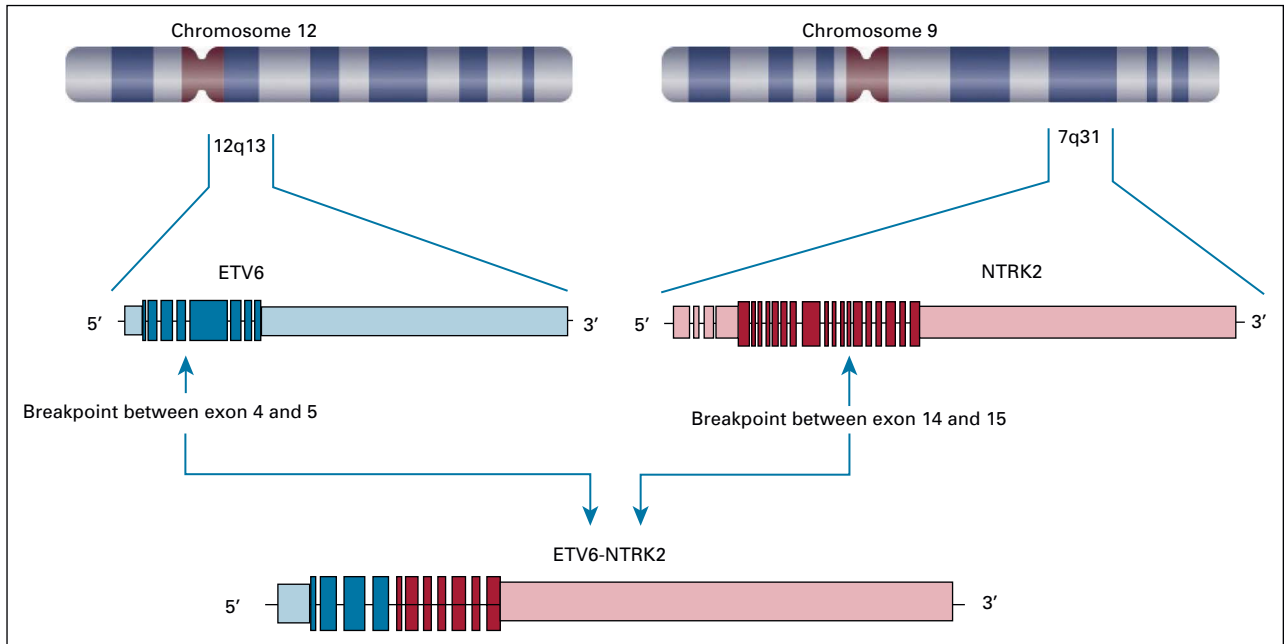 Chromosome 12
Chromosome 9
12q13
7q31
ETV6
NTRK2
5′
3′
5′
3′
Breakpoint between exon 4 and 5
Breakpoint between exon 14 and 15
ETV6-NTRK2
5′
3′